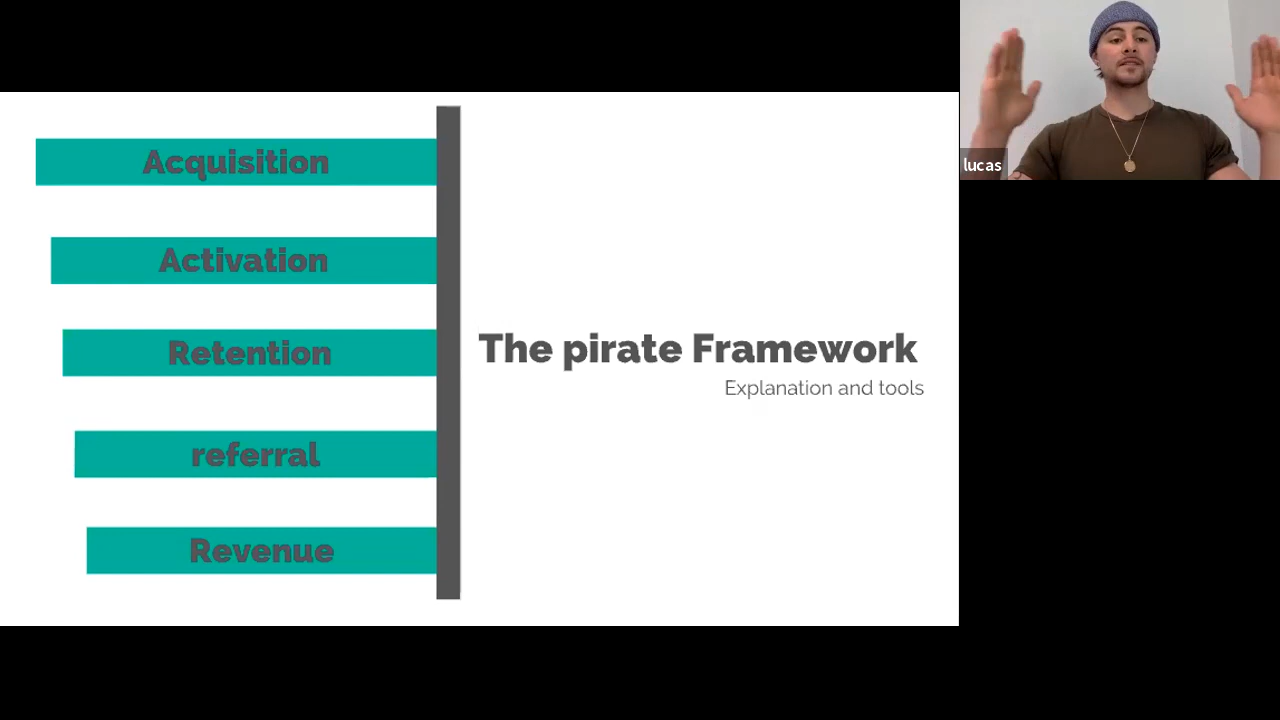 Acquisition
Activation
Retention
referral
Revenue
The pirate Framework
Explanation and tools
lucas